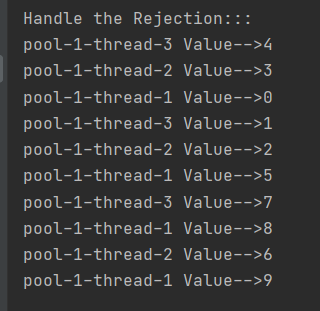 Handle the Rejection:::
pool-1-thread-3 Value-->4
pool-1-thread-2 Value-->3
pool-1-thread-1 Value-->0
pool-1-thread-3 Value-->1
pool-1-thread-2 Value-->2
pool-1-thread-1 Value-->5
pool-1-thread-3 Value-->7
pool-1-thread-1 Value-->8
pool-1-thread-2 Value-->6
pool-1-thread-1 Value-->9